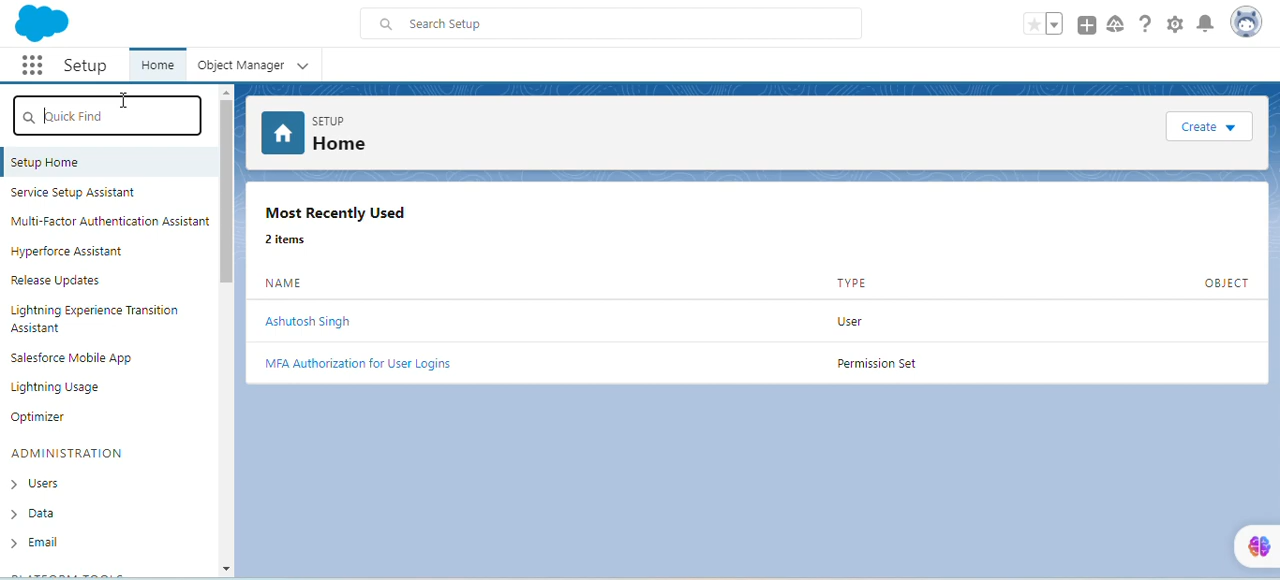 Search Setup
Setup
Home
Object Manager
Quick Find
Setup Home
Service Setup Assistant
Multi-Factor Authentication Assistant
Hyperforce Assistant
Release Updates
Lightning Experience Transition
Assistant
Salesforce Mobile App
Lightning Usage
Optimizer
ADMINISTRATION
Users
Data
Email
PLATFORM TOOLS
SETUP
Home
Create
Most Recently Used
2 items
NAME TYPE OBJECT
Ashutosh Singh User
MFA Authorization for User Logins Permission Set